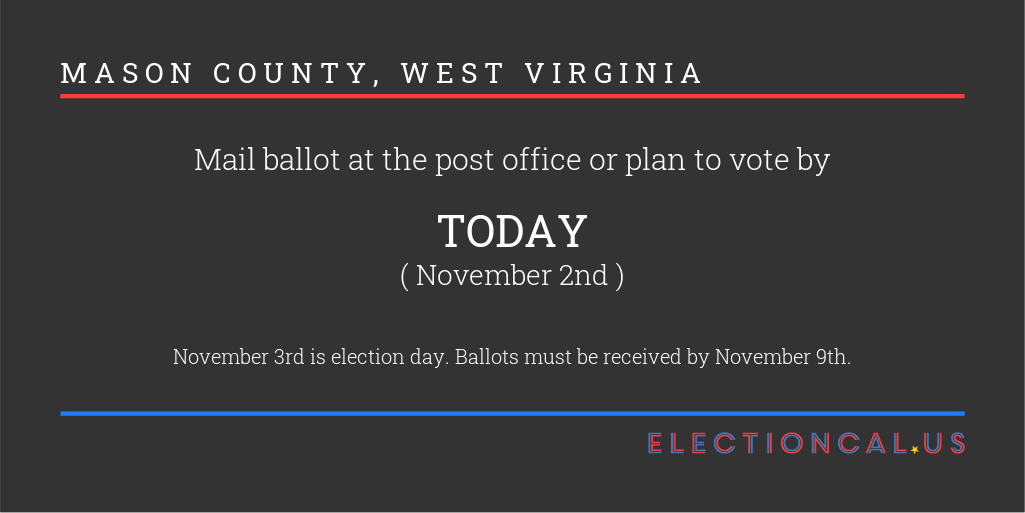 MASON COUNTY, WEST VIRGINIA
Mail ballot at the post office or plan to vote by
TODAY
( November 2nd )
November 3rd is election day. Ballots must be received by November 9th.
ELECTIONCAL.US